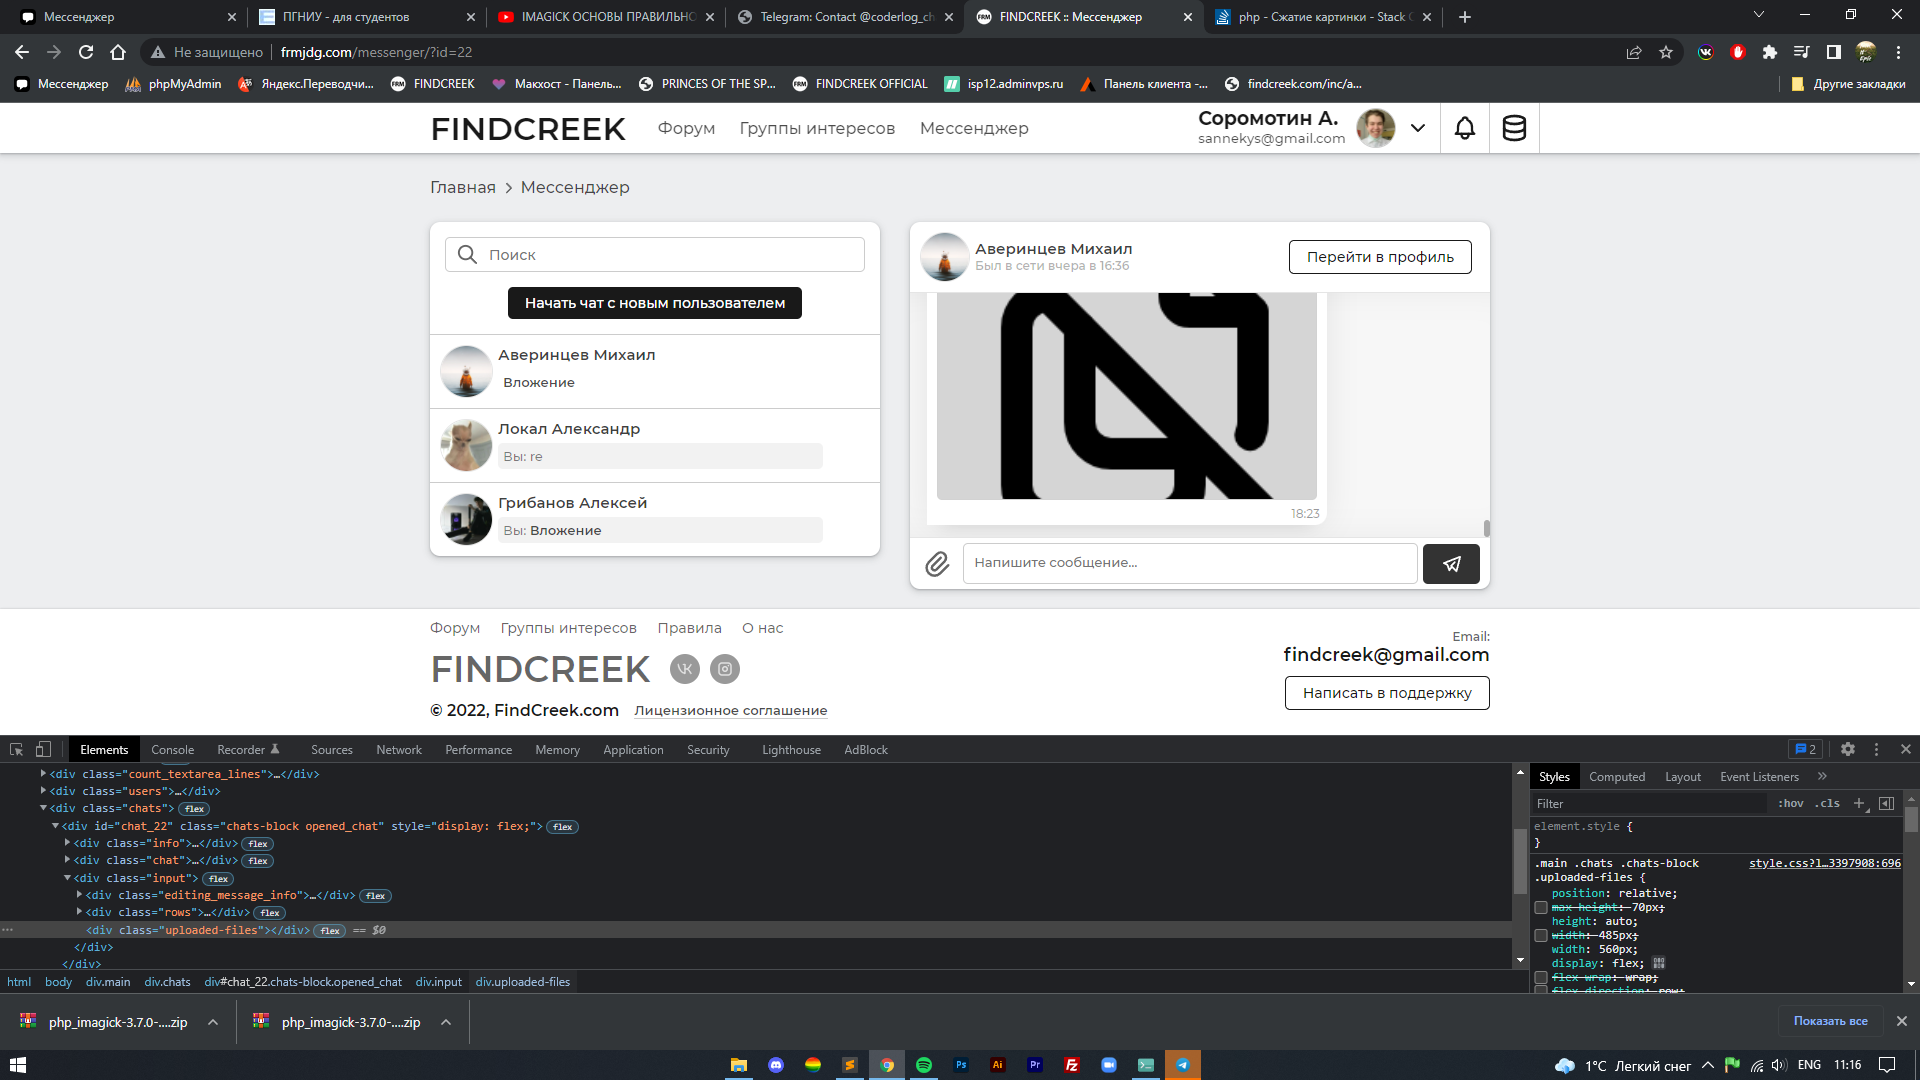 Мессенджер
ПГНИУ - для студентов
IMAGICK ОСНОВЫ ПРАВИЛЬНО
Telegram: Contact @coderlog_ch
FINDCREEK :: Мессенджер
php - Сжатие картинки - Stack O
Не защищено
frmjdg.com/messenger/?id=22
Мессенджер
phpMyAdmin
Яндекс.Переводчи...
FINDCREEK
Макхост - Панель...
PRINCES OF THE SP...
FINDCREEK OFFICIAL
isp12.adminvps.ru
Панель клиента -...
findcreek.com/inc/a...
Другие закладки
FINDCREEK
Форум
Группы интересов
Мессенджер
Соромотин А.
sannekys@gmail.com
Главная > Мессенджер
Поиск
Начать чат с новым пользователем
Аверинцев Михаил
Вложение
Локал Александр
Вы: re
Грибанов Алексей
Вы: Вложение
Аверинцев Михаил
Был в сети вчера в 16:36
Перейти в профиль
18:23
Напишите сообщение...
Форум
Группы интересов
Правила
О нас
FINDCREEK
© 2022, FindCreek.com
Лицензионное соглашение
Email:
findcreek@gmail.com
Написать в поддержку
Elements
Console
Recorder
Sources
Network
Performance
Memory
Application
Security
Lighthouse
AdBlock
2
<div class="count_textarea_lines">…</div>
<div class="users">…</div>
<div class="chats"> flex
<div id="chat_22" class="chats-block opened_chat" style="display: flex;"> flex
<div class="info">…</div> flex
<div class="chat">…</div> flex
<div class="input"> flex
<div class="editing_message_info">…</div> flex
<div class="rows">…</div> flex
<div class="uploaded-files"></div> flex == $0
</div>
</div>
html
body
div.main
div.chats
div#chat_22.chats-block.opened_chat
div.input
div.uploaded-files
Styles
Computed
Layout
Event Listeners
»
Filter
:hov
.cls
element.style {
}
.main .chats .chats-block
style.css?1…3397908:696
.uploaded-files {
position: relative;
max-height: 70px;
height: auto;
width: 485px;
width: 560px;
display: flex;
flex-wrap: wrap;
flex-direction: row;
php_imagick-3.7.0-....zip
php_imagick-3.7.0-....zip
Показать все
1°C Легкий снег
ENG
11:16